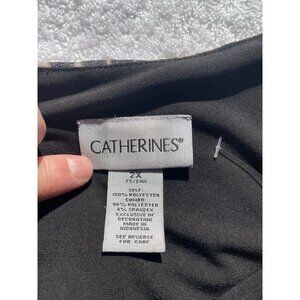 CATHERINES®
2X
22/24W
SELF:
100% POLYESTER
COMBO:
96% POLYESTER
4% SPANDEX
EXCLUSIVE OF
DECORATION
MADE IN
INDONESIA
SEE REVERSE
FOR CARE